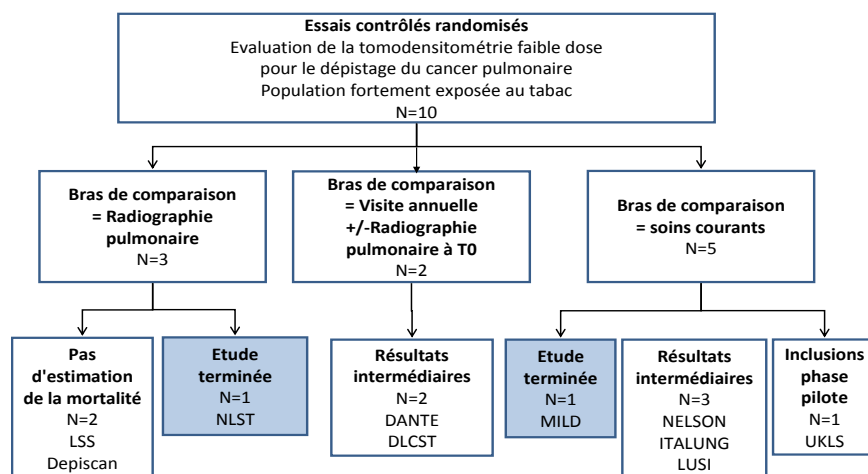 Essais contrôlés randomisés
Evaluation de la tomodensitométrie faible dose
pour le dépistage du cancer pulmonaire
Population fortement exposée au tabac
N=10
Bras de comparaison
= Radiographie
pulmonaire
N=3
Bras de comparaison
= Visite annuelle
+/-Radiographie
pulmonaire à T0
N=2
Bras de comparaison
= soins courants
N=5
Pas
d'estimation
de la mortalité
N=2
LSS
Depiscan
Etude
terminée
N=1
NLST
Résultats
intermédiaires
N=2
DANTE
DLCST
Etude
terminée
N=1
MILD
Résultats
intermédiaires
N=3
NELSON
ITALUNG
LUSI
Inclusions
phase
pilote
N=1
UKLS